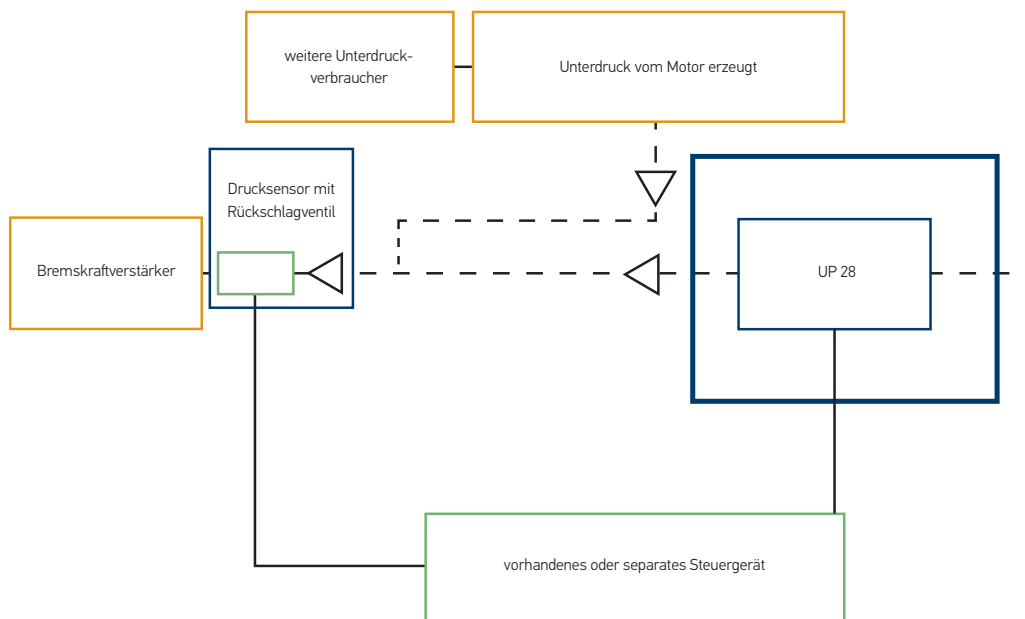 weitere Unterdruck-
verbraucher
Unterdruck vom Motor erzeugt
Drucksensor mit
Rückschlagventil
Bremskraftverstärker
UP 28
vorhandenes oder separates Steuergerät